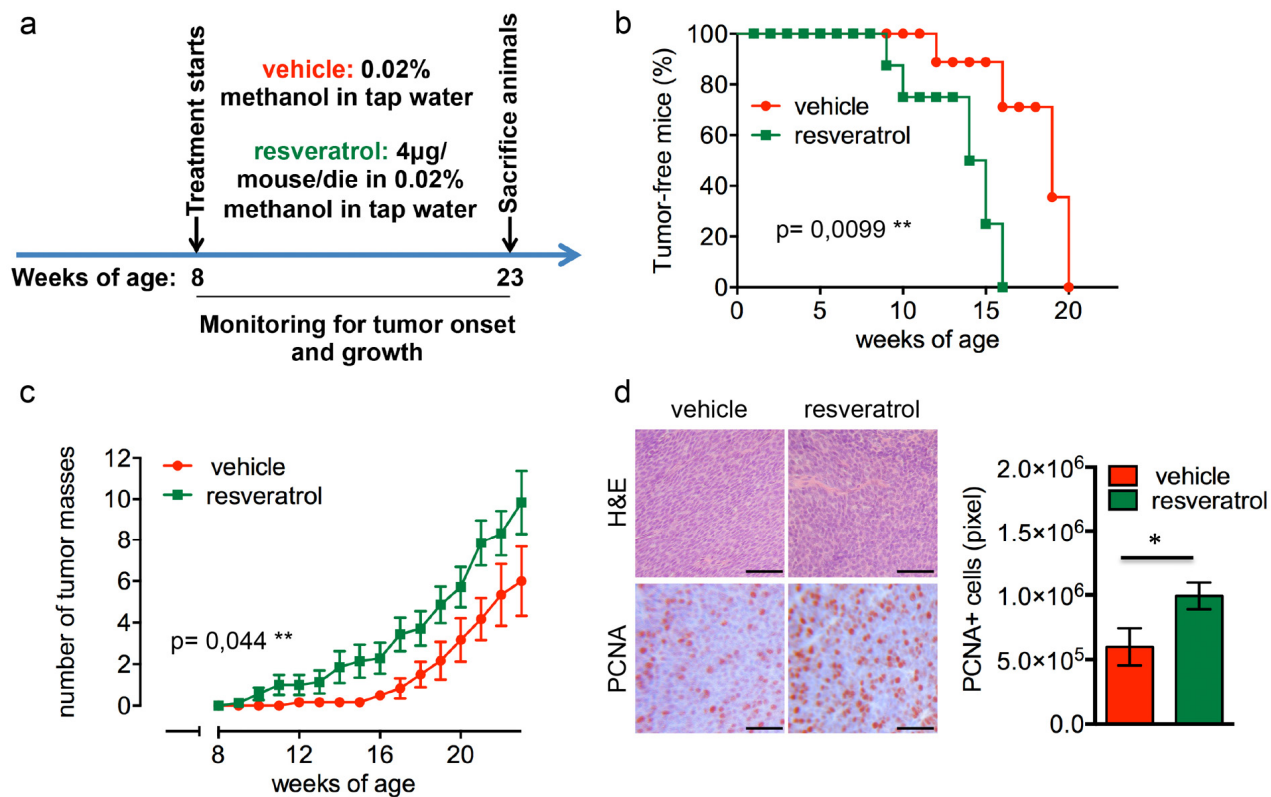 a
Treatment starts
vehicle: 0.02%
methanol in tap water
resveratrol: 4µg/
mouse/die in 0.02%
methanol in tap water
Sacrifice animals
Weeks of age: 8 23
Monitoring for tumor onset
and growth
b
Tumor-free mice (%)
100
80
60
40
20
0
vehicle
resveratrol
p= 0,0099 **
0 5 10 15 20
weeks of age
c
number of tumor masses
12
10
8
6
4
2
0
vehicle
resveratrol
p= 0,044 **
8 12 16 20
weeks of age
d
vehicle resveratrol
H&E
PCNA
PCNA+ cells (pixel)
2.0×10⁶
1.5×10⁶
1.0×10⁶
5.0×10⁵
0.0
vehicle
resveratrol
*